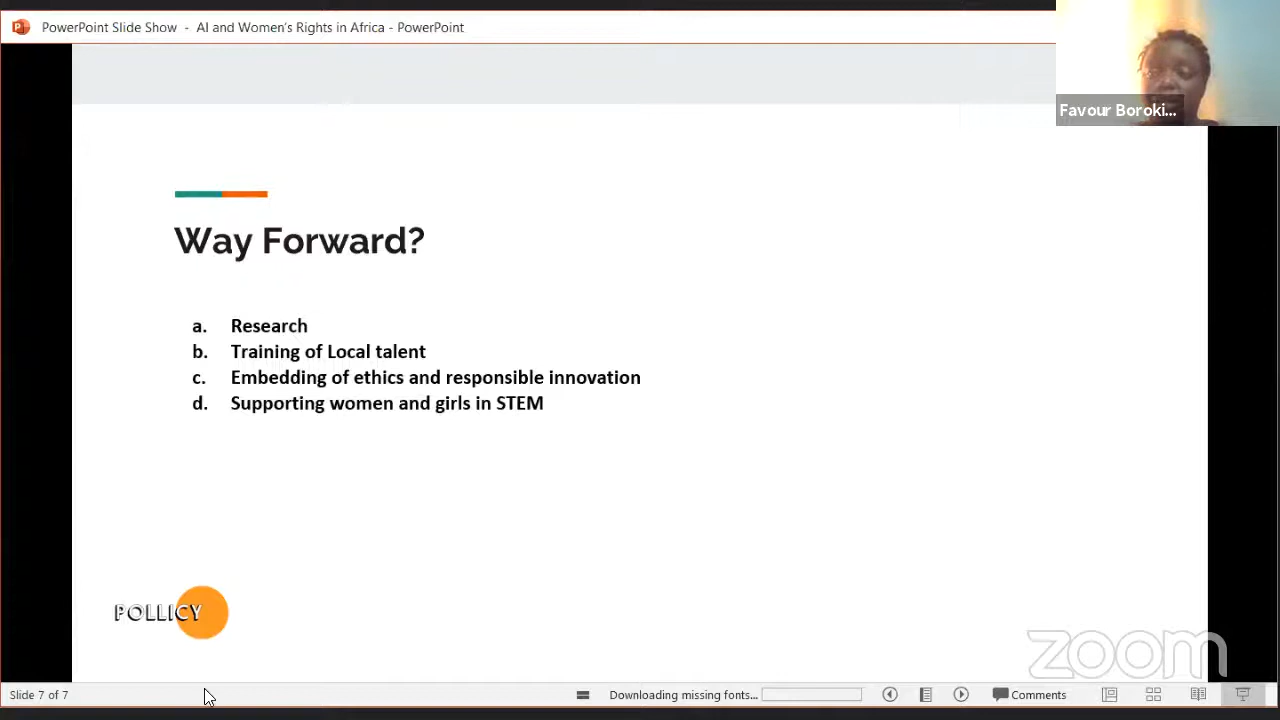 PowerPoint Slide Show - AI and Women's Rights in Africa - PowerPoint
Favour Boroki...
Way Forward?
a. Research
b. Training of Local talent
c. Embedding of ethics and responsible innovation
d. Supporting women and girls in STEM
POLLICY
zoom
Slide 7 of 7
Downloading missing fonts...
Comments